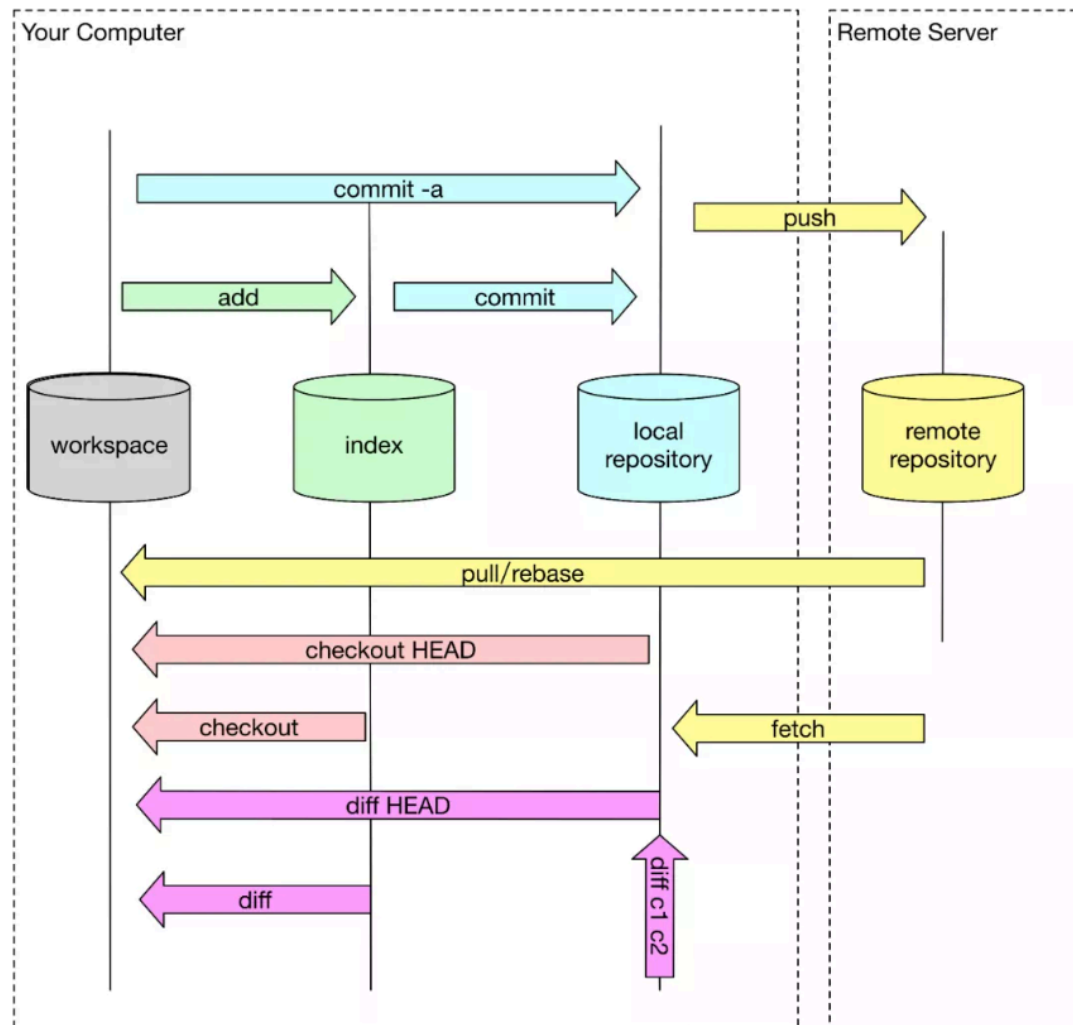 Your Computer
Remote Server
commit -a
push
add
commit
workspace
index
local
repository
remote
repository
pull/rebase
checkout HEAD
checkout
fetch
diff HEAD
diff c1 c2
diff